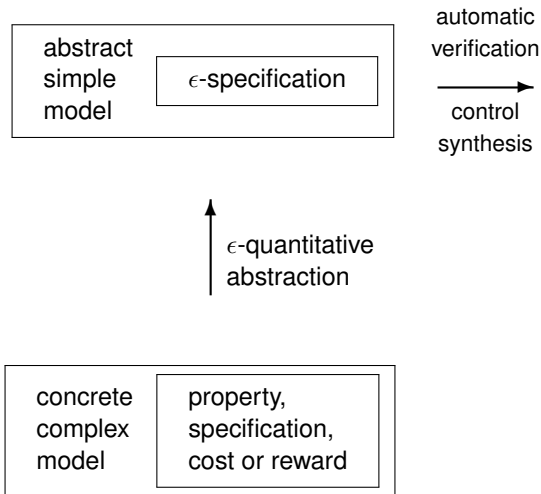 abstract
simple
model
ϵ-specification
automatic
verification
control
synthesis
ϵ-quantitative
abstraction
concrete
complex
model
property,
specification,
cost or reward